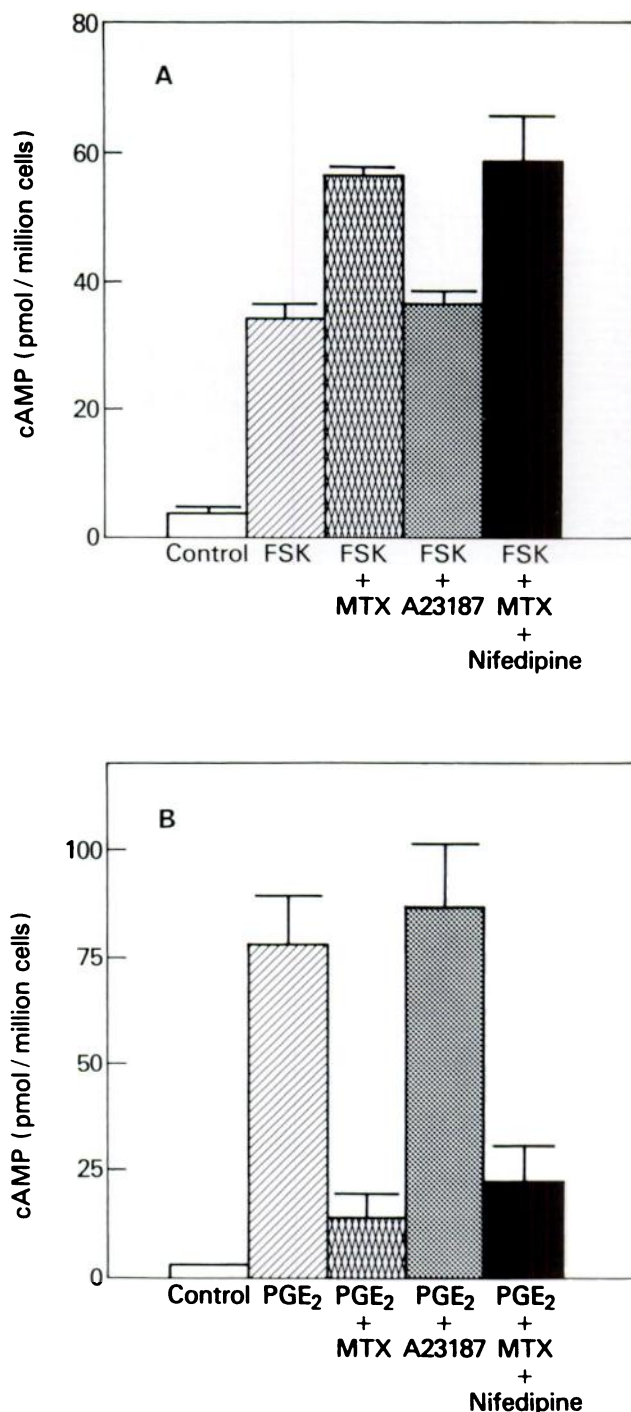 A
cAMP (pmol / million cells)
80
60
40
20
0
Control FSK FSK FSK FSK
+ + +
MTX A23187 MTX
+
Nifedipine
B
cAMP (pmol / million cells)
100
75
50
25
0
Control PGE₂ PGE₂ PGE₂ PGE₂
+ + +
MTX A23187 MTX
+
Nifedipine